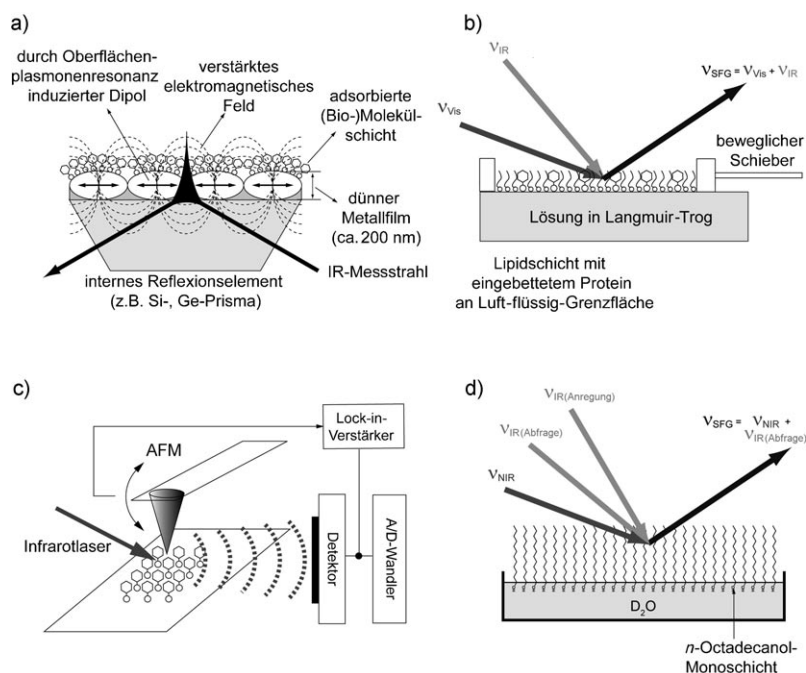 a)
durch Oberflächen-
plasmonenresonanz
induzierter Dipol
verstärktes
elektromagnetisches
Feld
adsorbierte
(Bio-)Molekül-
schicht
dünner
Metallfilm
(ca. 200 nm)
IR-Messstrahl
internes Reflexionselement
(z.B. Si-, Ge-Prisma)
b)
νIR
νVis
νSFG = νVis + νIR
beweglicher
Schieber
Lösung in Langmuir-Trog
Lipidschicht mit
eingebettetem Protein
an Luft-flüssig-Grenzfläche
c)
Lock-in-
Verstärker
AFM
Infrarotlaser
Detektor
A/D-Wandler
d)
νIR(Anregung)
νIR(Abfrage)
νNIR
νSFG = νNIR +
νIR(Abfrage)
D2O
n-Octadecanol-
Monoschicht